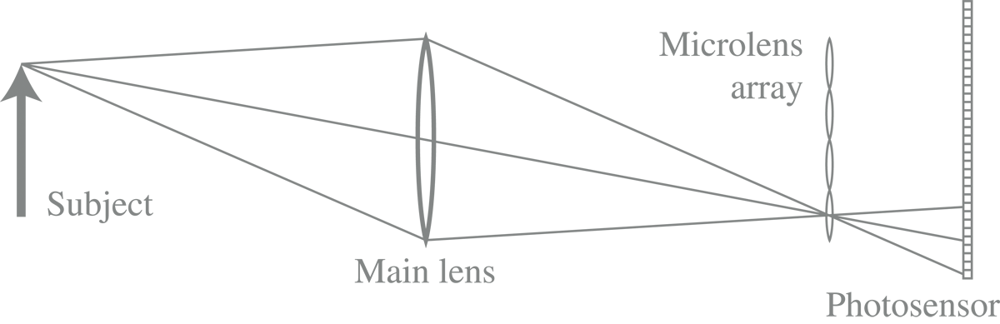 Microlens
array
Subject
Main lens
Photosensor